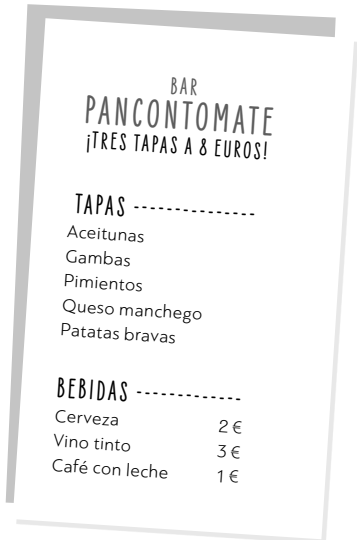 BAR
PANCONTOMATE
¡TRES TAPAS A 8 EUROS!
TAPAS ---------------
Aceitunas
Gambas
Pimientos
Queso manchego
Patatas bravas
BEBIDAS -------------
Cerveza 2 €
Vino tinto 3 €
Café con leche 1 €